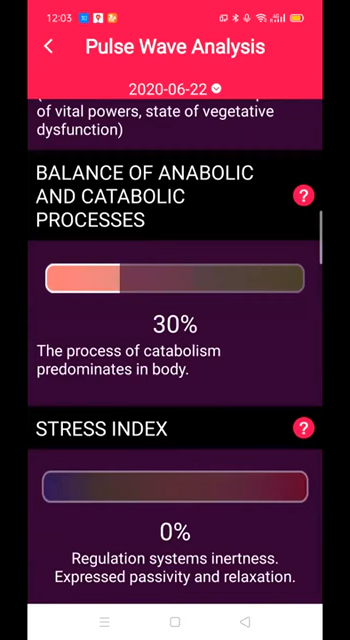 12:03
Pulse Wave Analysis
2020-06-22
of vital powers, state of vegetative
dysfunction)
BALANCE OF ANABOLIC
AND CATABOLIC
PROCESSES
?
30%
The process of catabolism
predominates in body.
STRESS INDEX
?
0%
Regulation systems inertness.
Expressed passivity and relaxation.